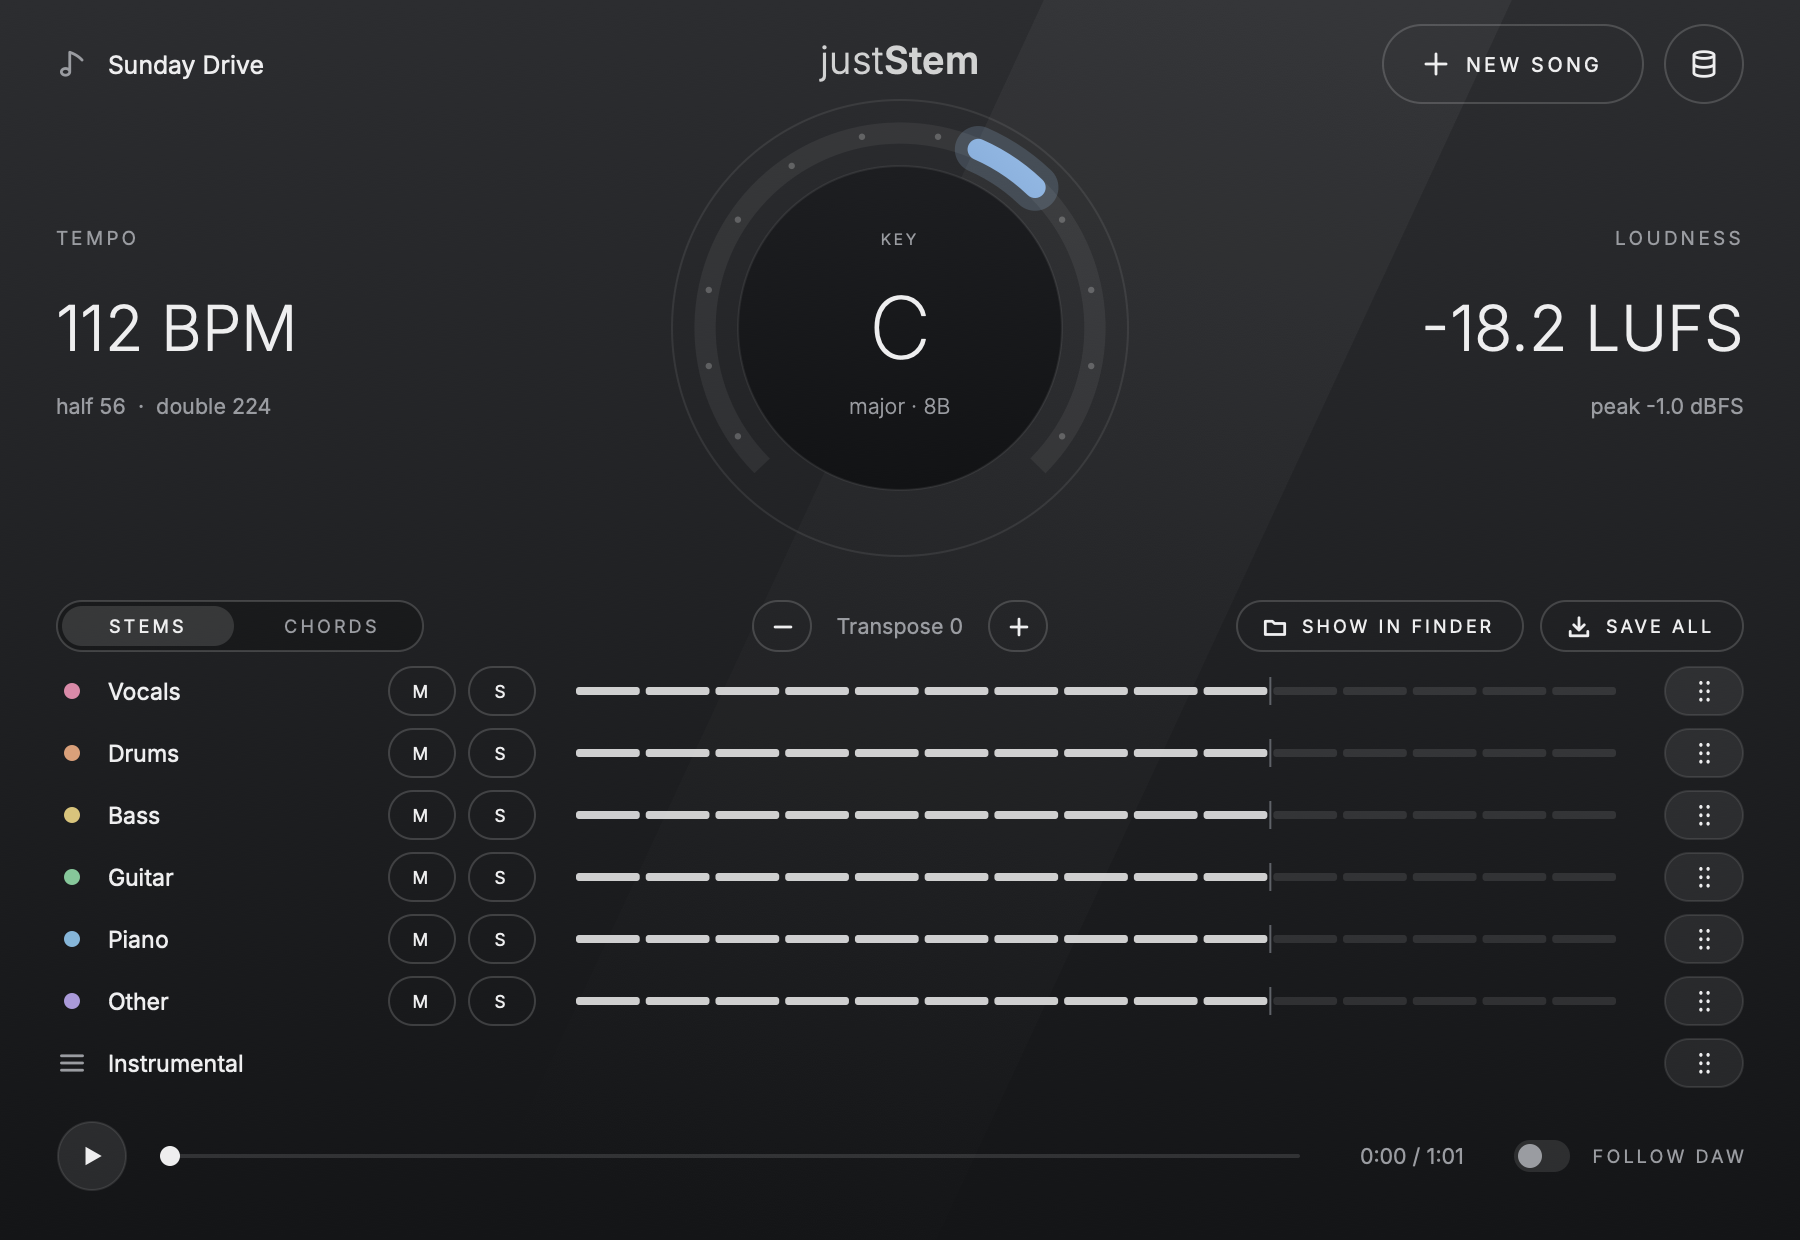 Sunday Drive
justStem
NEW SONG
TEMPO
112 BPM
half 56 · double 224
KEY
C
major · 8B
LOUDNESS
-18.2 LUFS
peak -1.0 dBFS
STEMS
CHORDS
Transpose 0
SHOW IN FINDER
SAVE ALL
Vocals M S
Drums M S
Bass M S
Guitar M S
Piano M S
Other M S
Instrumental
0:00 / 1:01
FOLLOW DAW